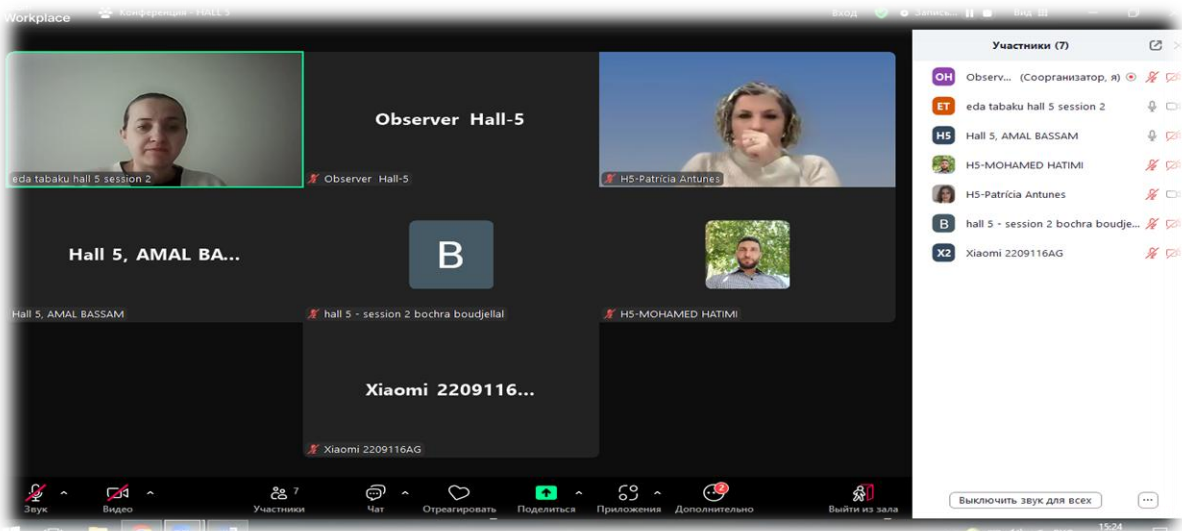 Workplace
Конференция - HALL 5
Вход
Запись...
Вид
eda tabaku hall 5 session 2
Observer Hall-5
Observer Hall-5
H5-Patrícia Antunes
Hall 5, AMAL BA...
Hall 5, AMAL BASSAM
B
hall 5 - session 2 bochra boudjellal
H5-MOHAMED HATIMI
Xiaomi 2209116...
Xiaomi 2209116AG
Участники (7)
OH Observ... (Соорганизатор, я)
ET eda tabaku hall 5 session 2
H5 Hall 5, AMAL BASSAM
H5-MOHAMED HATIMI
H5-Patrícia Antunes
B hall 5 - session 2 bochra boudje...
X2 Xiaomi 2209116AG
Выключить звук для всех
...
Звук
Видео
7
Участники
Чат
Отреагировать
Поделиться
Приложения
2
Дополнительно
Выйти из зала
15:24